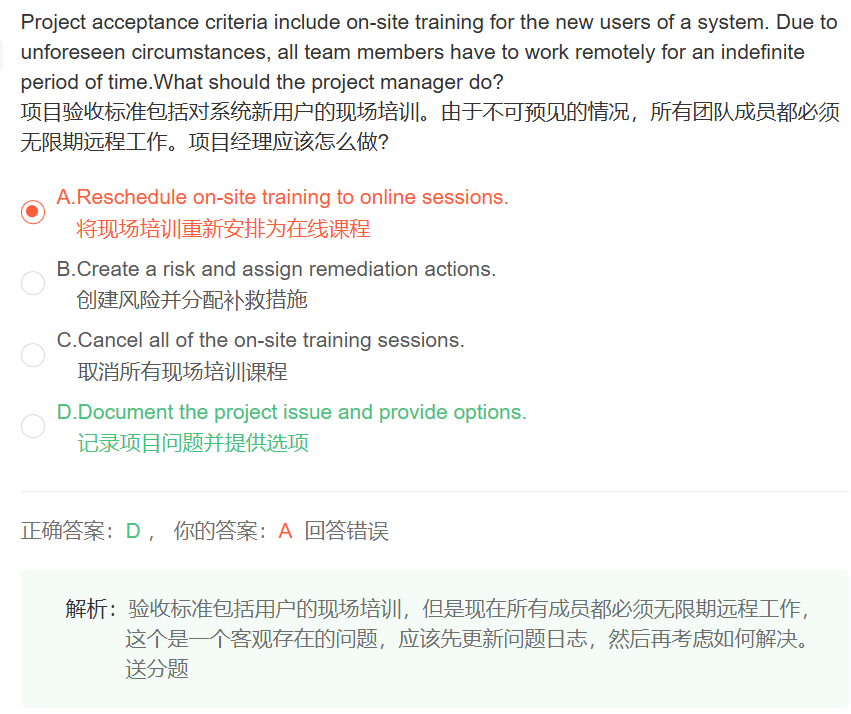 Project acceptance criteria include on-site training for the new users of a system. Due to
unforeseen circumstances, all team members have to work remotely for an indefinite
period of time.What should the project manager do?
项目验收标准包括对系统新用户的现场培训。由于不可预见的情况，所有团队成员都必须
无限期远程工作。项目经理应该怎么做?
A.Reschedule on-site training to online sessions.
将现场培训重新安排为在线课程
B.Create a risk and assign remediation actions.
创建风险并分配补救措施
C.Cancel all of the on-site training sessions.
取消所有现场培训课程
D.Document the project issue and provide options.
记录项目问题并提供选项
正确答案：D， 你的答案：A 回答错误
解析：验收标准包括用户的现场培训，但是现在所有成员都必须无限期远程工作，
这个是一个客观存在的问题，应该先更新问题日志，然后再考虑如何解决。
送分题